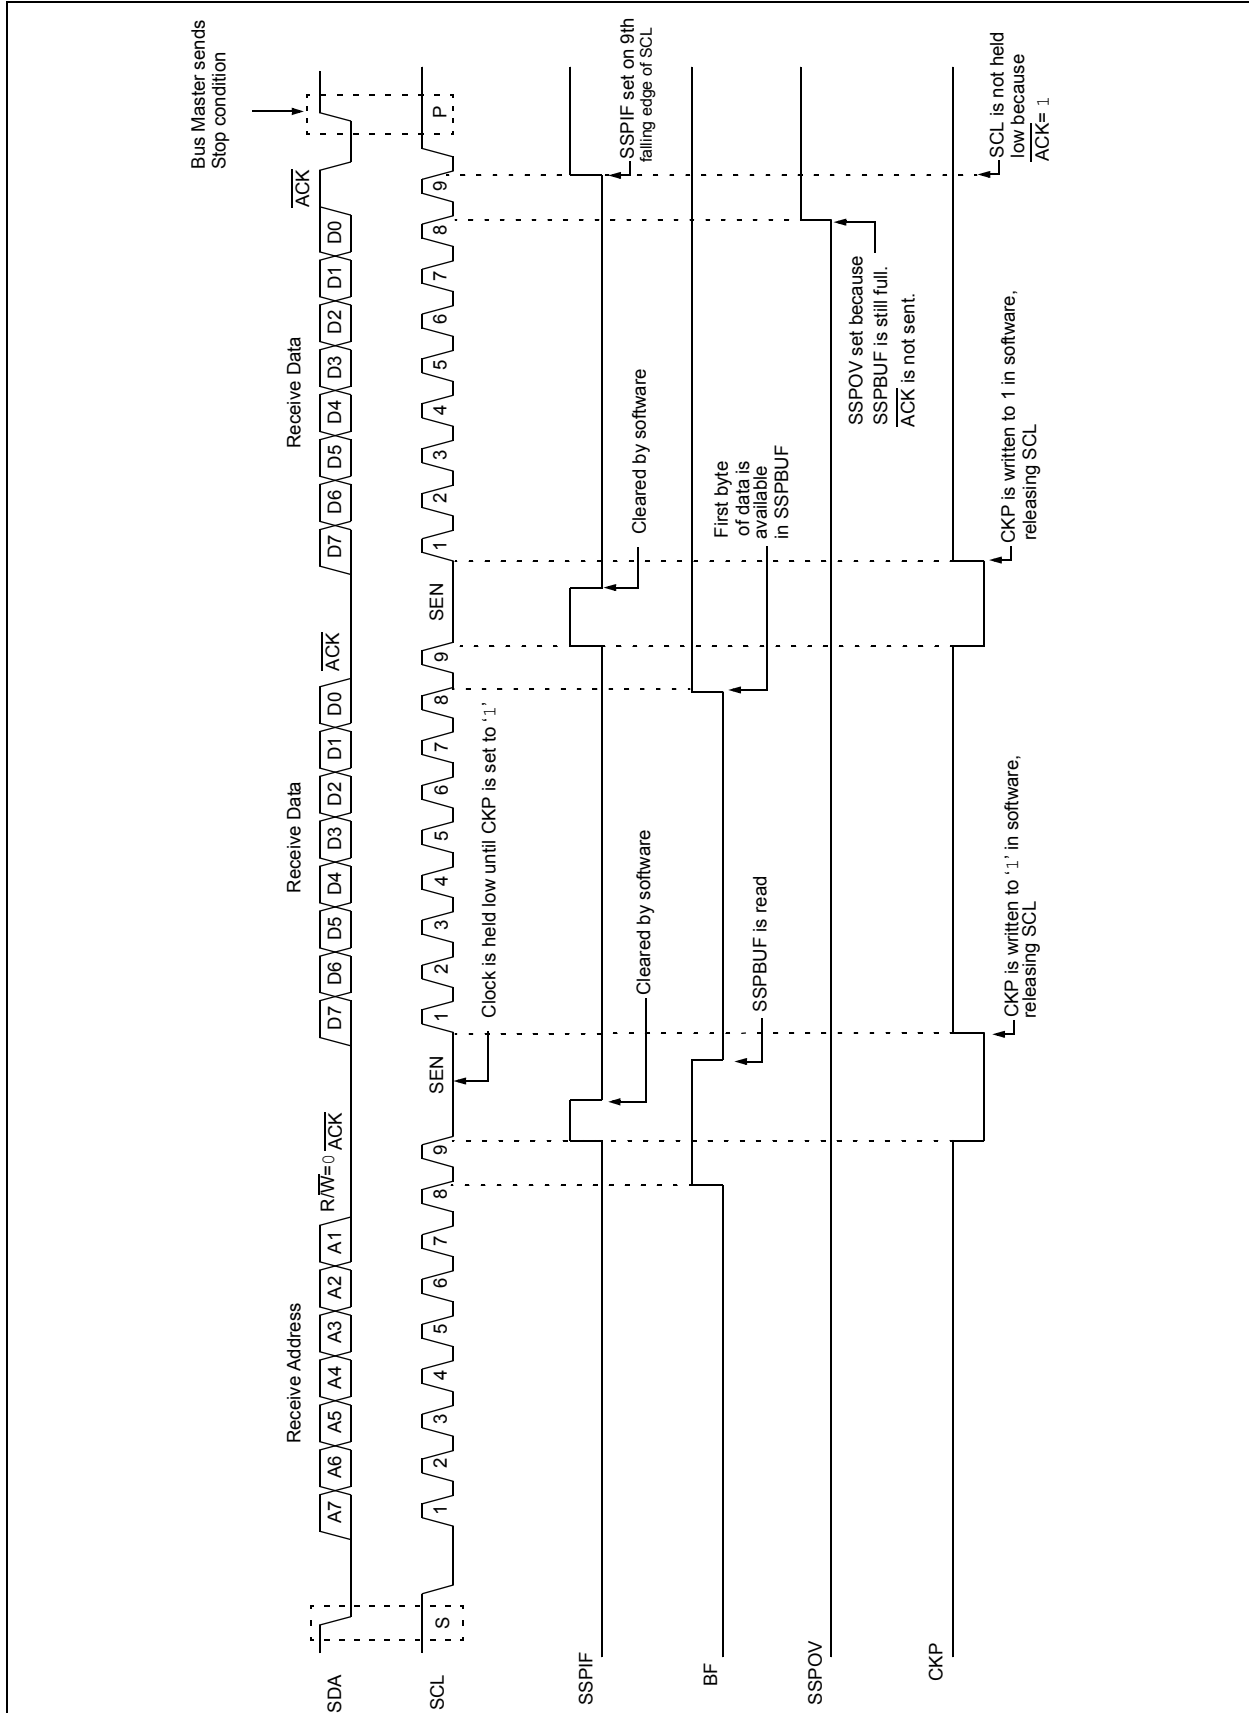 Bus Master sends
Stop condition
Receive Address
Receive Data
Receive Data
SDA
A7 A6 A5 A4 A3 A2 A1 R/W=0 ACK D7 D6 D5 D4 D3 D2 D1 D0 ACK D7 D6 D5 D4 D3 D2 D1 D0 ACK
SCL
S 1 2 3 4 5 6 7 8 9 SEN 1 2 3 4 5 6 7 8 9 SEN 1 2 3 4 5 6 7 8 9 P
Clock is held low until CKP is set to ‘1’
SSPIF
Cleared by software
Cleared by software
SSPIF set on 9th
falling edge of SCL
BF
SSPBUF is read
First byte
of data is
available
in SSPBUF
SSPOV
SSPOV set because
SSPBUF is still full.
ACK is not sent.
CKP
CKP is written to ‘1’ in software,
releasing SCL
CKP is written to 1 in software,
releasing SCL
SCL is not held
low because
ACK= 1